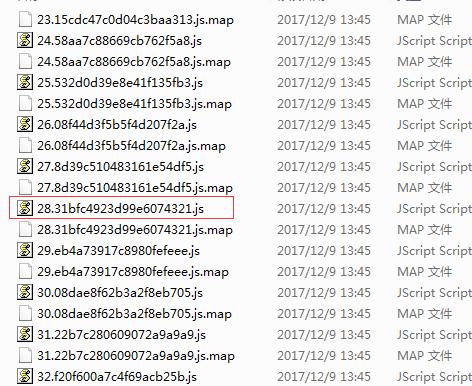 23.15cdc47c0d04c3baa313.js.map 2017/12/9 13:45 MAP 文件
24.58aa7c88669cb762f5a8.js 2017/12/9 13:45 JScript Script
24.58aa7c88669cb762f5a8.js.map 2017/12/9 13:45 MAP 文件
25.532d0d39e8e41f135fb3.js 2017/12/9 13:45 JScript Script
25.532d0d39e8e41f135fb3.js.map 2017/12/9 13:45 MAP 文件
26.08f44d3f5b5f4d207f2a.js 2017/12/9 13:45 JScript Script
26.08f44d3f5b5f4d207f2a.js.map 2017/12/9 13:45 MAP 文件
27.8d39c510483161e54df5.js 2017/12/9 13:45 JScript Script
27.8d39c510483161e54df5.js.map 2017/12/9 13:45 MAP 文件
28.31bfc4923d99e6074321.js 2017/12/9 13:45 JScript Script
28.31bfc4923d99e6074321.js.map 2017/12/9 13:45 MAP 文件
29.eb4a73917c8980fefeee.js 2017/12/9 13:45 JScript Script
29.eb4a73917c8980fefeee.js.map 2017/12/9 13:45 MAP 文件
30.08dae8f62b3a2f8eb705.js 2017/12/9 13:45 JScript Script
30.08dae8f62b3a2f8eb705.js.map 2017/12/9 13:45 MAP 文件
31.22b7c280609072a9a9a9.js 2017/12/9 13:45 JScript Script
31.22b7c280609072a9a9a9.js.map 2017/12/9 13:45 MAP 文件
32.f20f600a7c4f69acb25b.js 2017/12/9 13:45 JScript Script